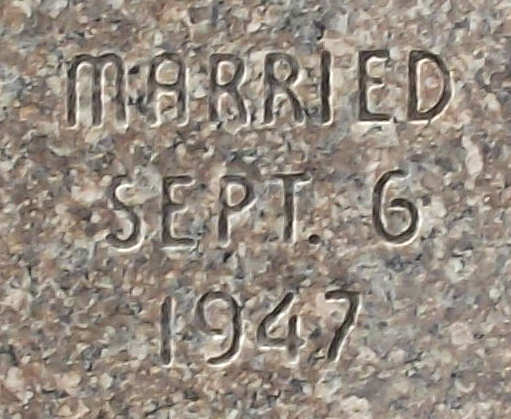 MARRIED
SEPT. 6
1947